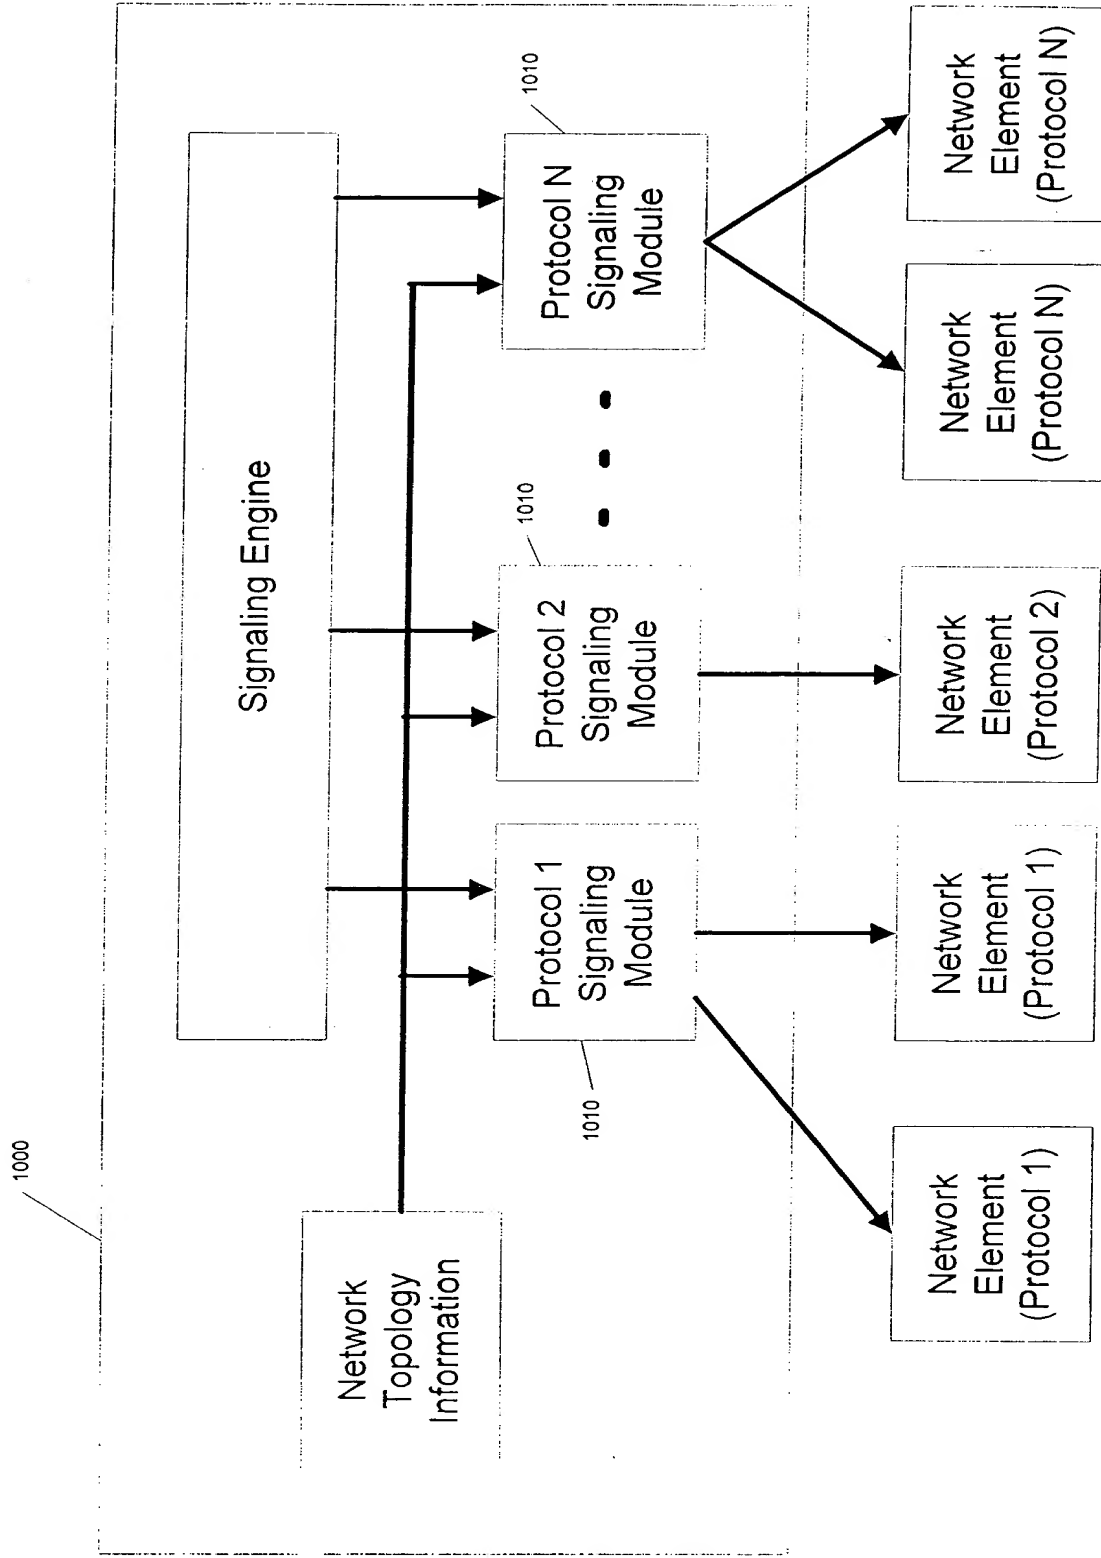 1000
Signaling Engine
Network
Topology
Information
1010
Protocol 1
Signaling
Module
1010
Protocol 2
Signaling
Module
1010
Protocol N
Signaling
Module
Network
Element
(Protocol 1)
Network
Element
(Protocol 1)
Network
Element
(Protocol 2)
Network
Element
(Protocol N)
Network
Element
(Protocol N)